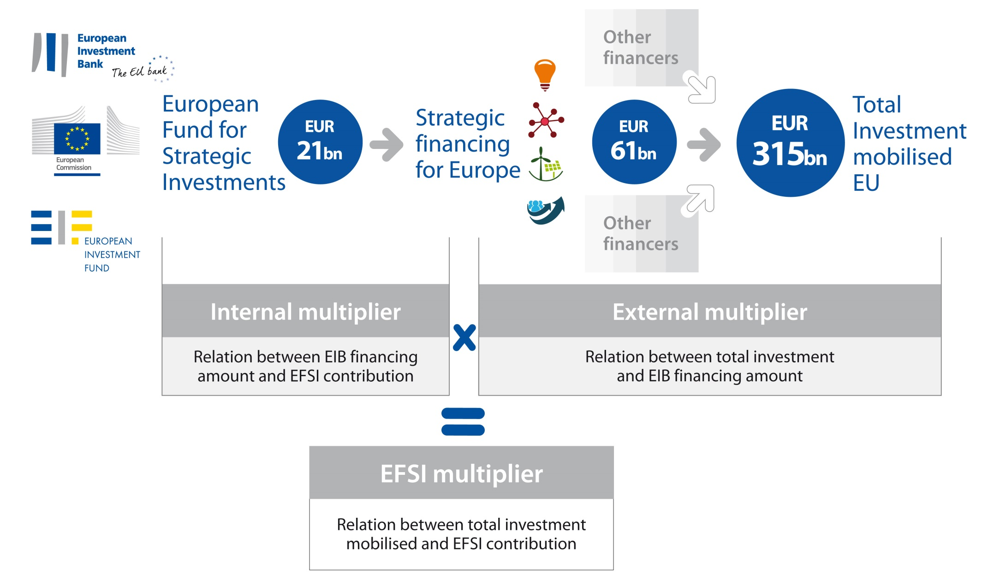 European
Investment
Bank
The EU bank
European
Commission
EUROPEAN
INVESTMENT
FUND
European
Fund for
Strategic
Investments
EUR
21bn
Strategic
financing
for Europe
Other
financers
EUR
61bn
Other
financers
EUR
315bn
Total
Investment
mobilised
EU
Internal multiplier
Relation between EIB financing
amount and EFSI contribution
x
External multiplier
Relation between total investment
and EIB financing amount
=
EFSI multiplier
Relation between total investment
mobilised and EFSI contribution